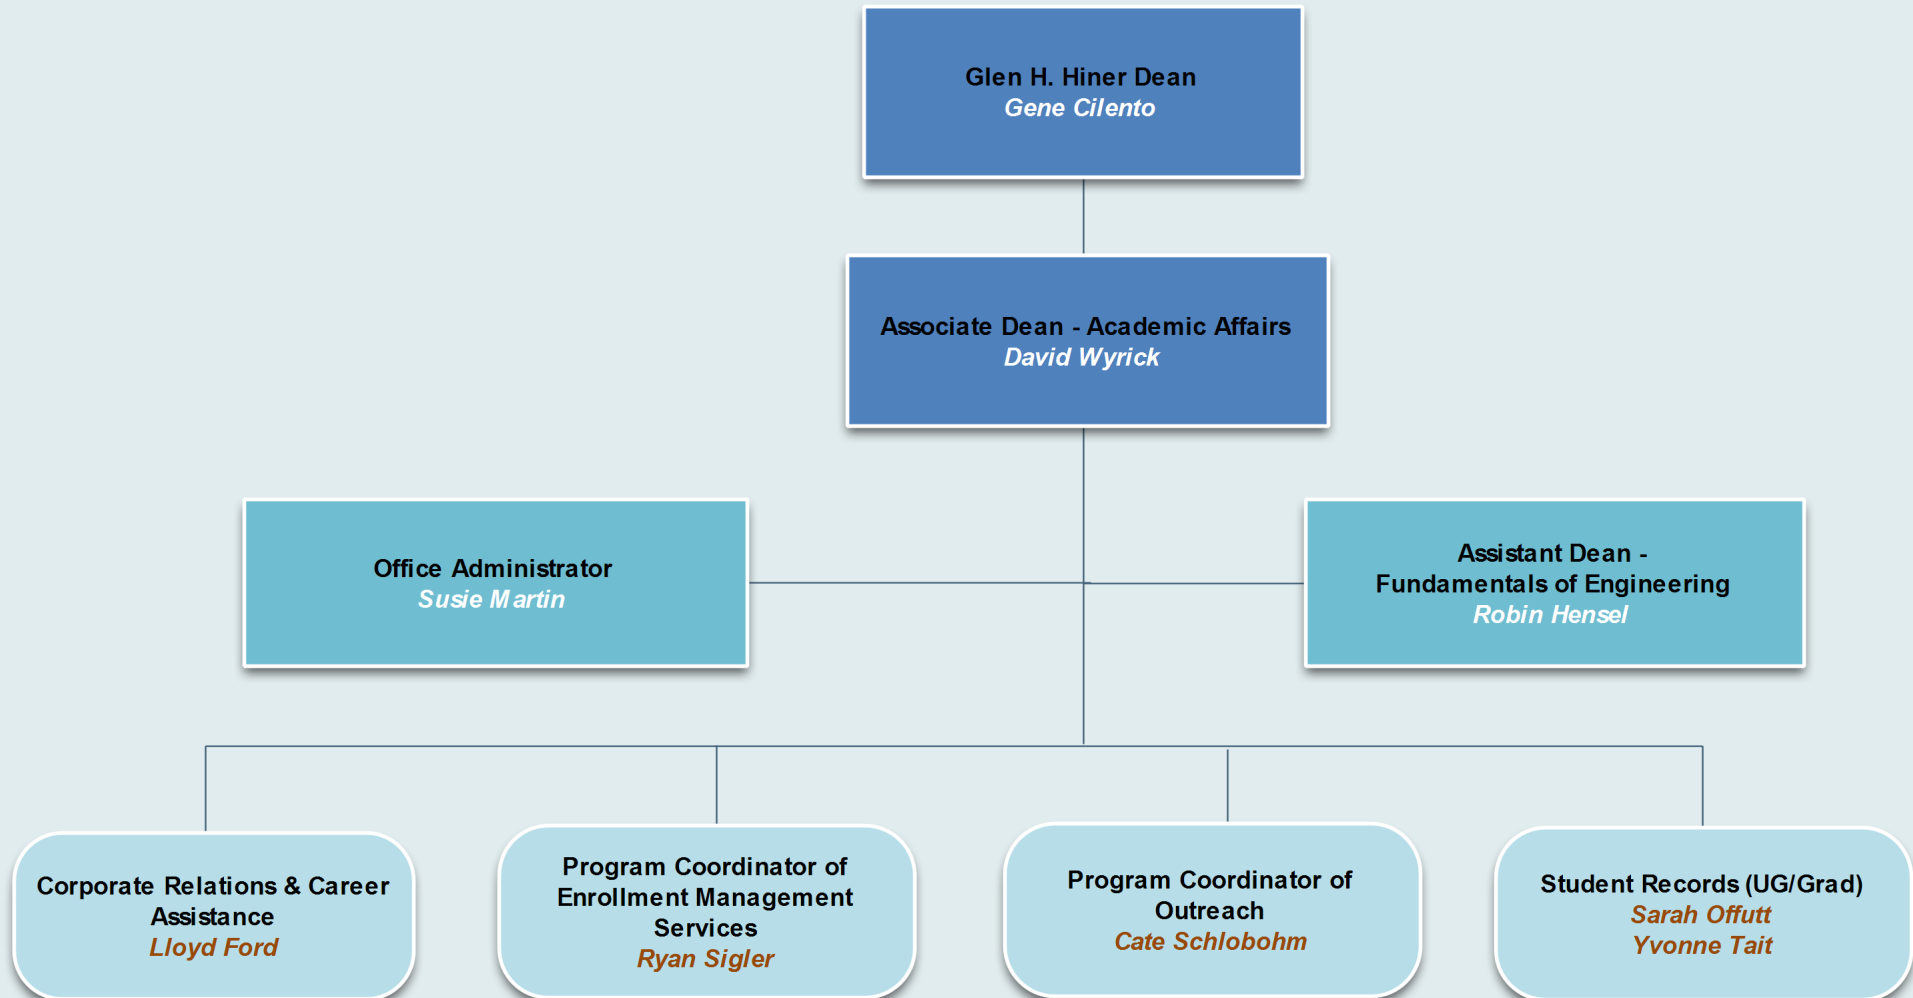 Glen H. Hiner Dean
Gene Cilento
Associate Dean - Academic Affairs
David Wyrick
Office Administrator
Susie Martin
Assistant Dean -
Fundamentals of Engineering
Robin Hensel
Corporate Relations & Career
Assistance
Lloyd Ford
Program Coordinator of
Enrollment Management
Services
Ryan Sigler
Program Coordinator of
Outreach
Cate Schlobohm
Student Records (UG/Grad)
Sarah Offutt
Yvonne Tait